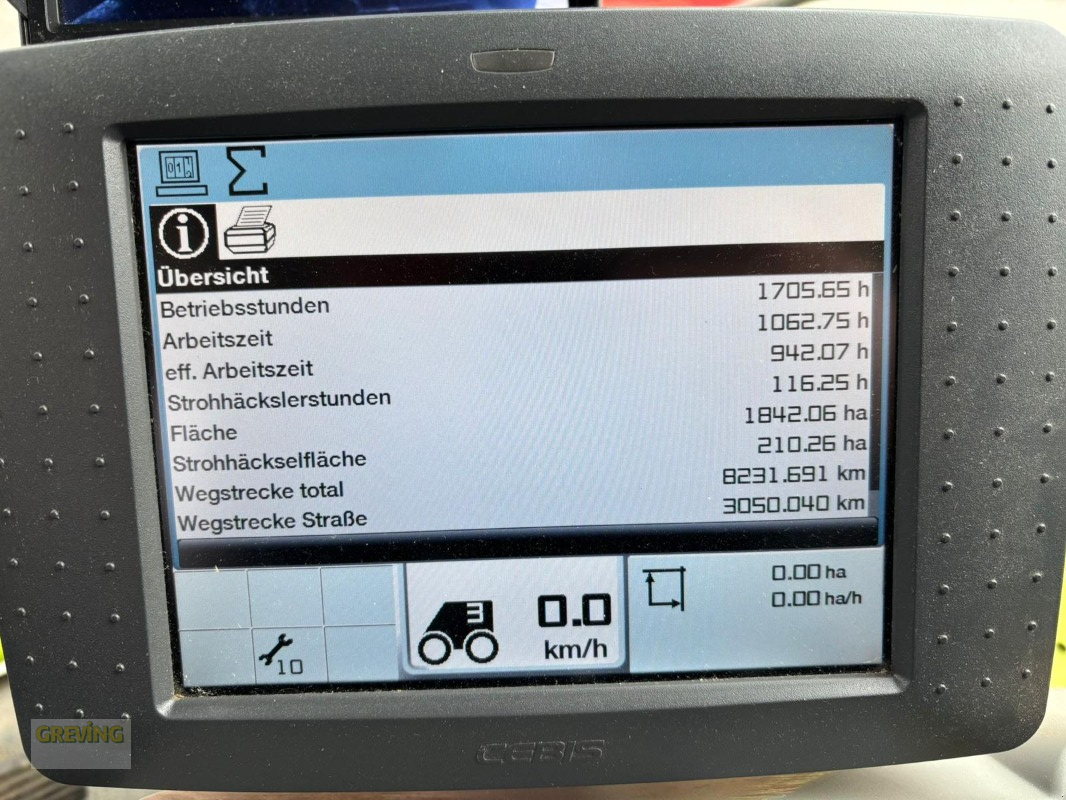 Übersicht
Betriebsstunden 1705.65 h
Arbeitszeit 1062.75 h
eff. Arbeitszeit 942.07 h
Strohhäckslerstunden 116.25 h
Fläche 1842.06 ha
Strohhäckselfläche 210.26 ha
Wegstrecke total 8231.691 km
Wegstrecke Straße 3050.040 km
10
3
0.0
km/h
0.00 ha
0.00 ha/h
CEBIS
GREVING